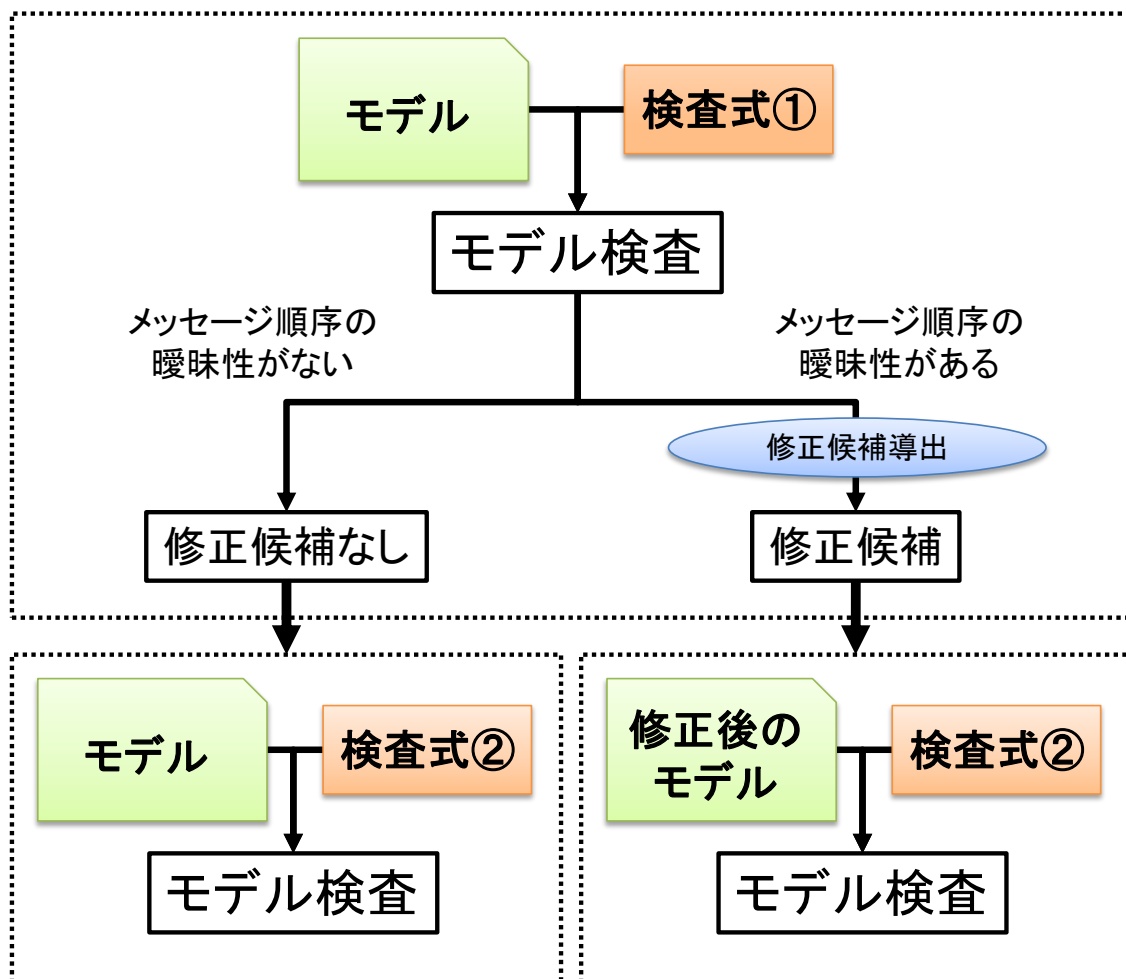 モデル
検査式①
モデル検査
メッセージ順序の
曖昧性がない
メッセージ順序の
曖昧性がある
修正候補導出
修正候補なし
修正候補
モデル
検査式②
モデル検査
修正後の
モデル
検査式②
モデル検査